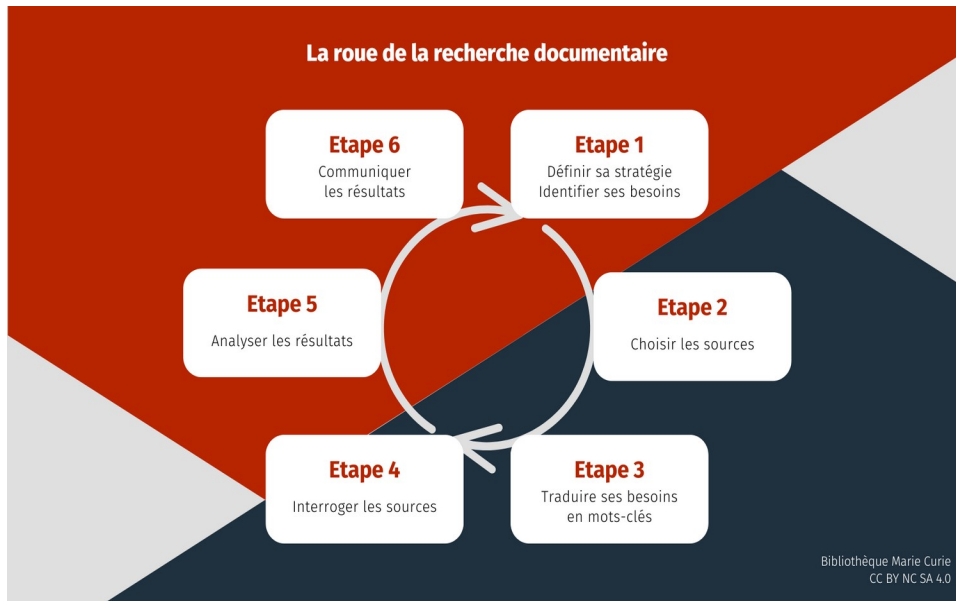 La roue de la recherche documentaire
Etape 1
Définir sa stratégie
Identifier ses besoins
Etape 2
Choisir les sources
Etape 3
Traduire ses besoins
en mots-clés
Etape 4
Interroger les sources
Etape 5
Analyser les résultats
Etape 6
Communiquer
les résultats
Bibliothèque Marie Curie
CC BY NC SA 4.0